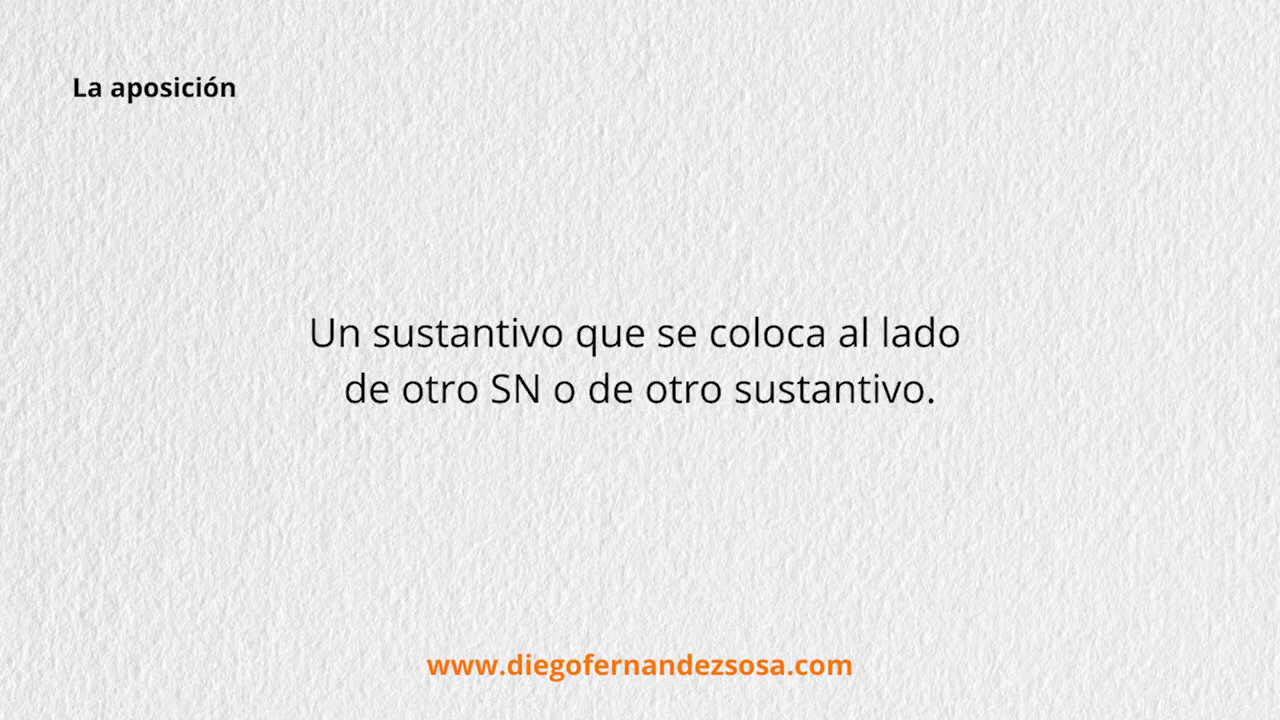 La aposición
Un sustantivo que se coloca al lado
de otro SN o de otro sustantivo.
www.diegofernandezsosa.com